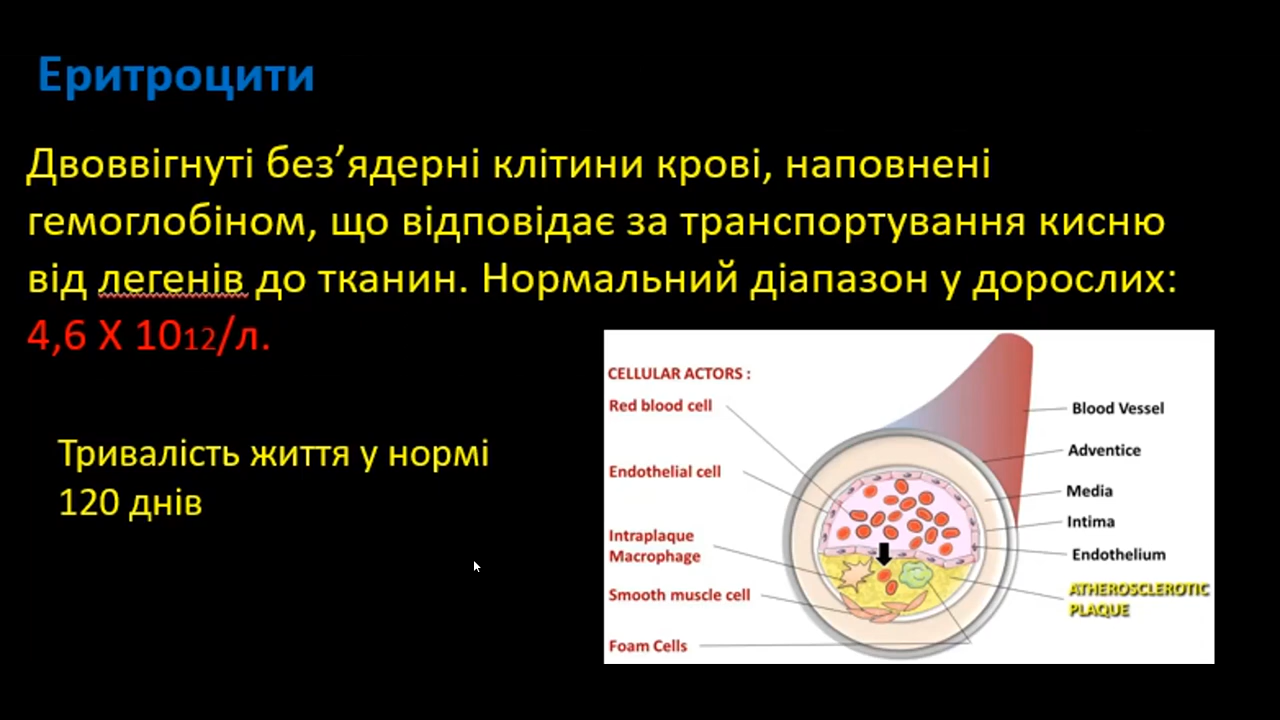 Еритроцити
Двоввігнуті без’ядерні клітини крові, наповнені
гемоглобіном, що відповідає за транспортування кисню
від легенів до тканин. Нормальний діапазон у дорослих:
4,6 X 1012/л.
Тривалість життя у нормі
120 днів
CELLULAR ACTORS :
Red blood cell
Endothelial cell
Intraplaque
Macrophage
Smooth muscle cell
Foam Cells
Blood Vessel
Adventice
Media
Intima
Endothelium
ATHEROSCLEROTIC
PLAQUE